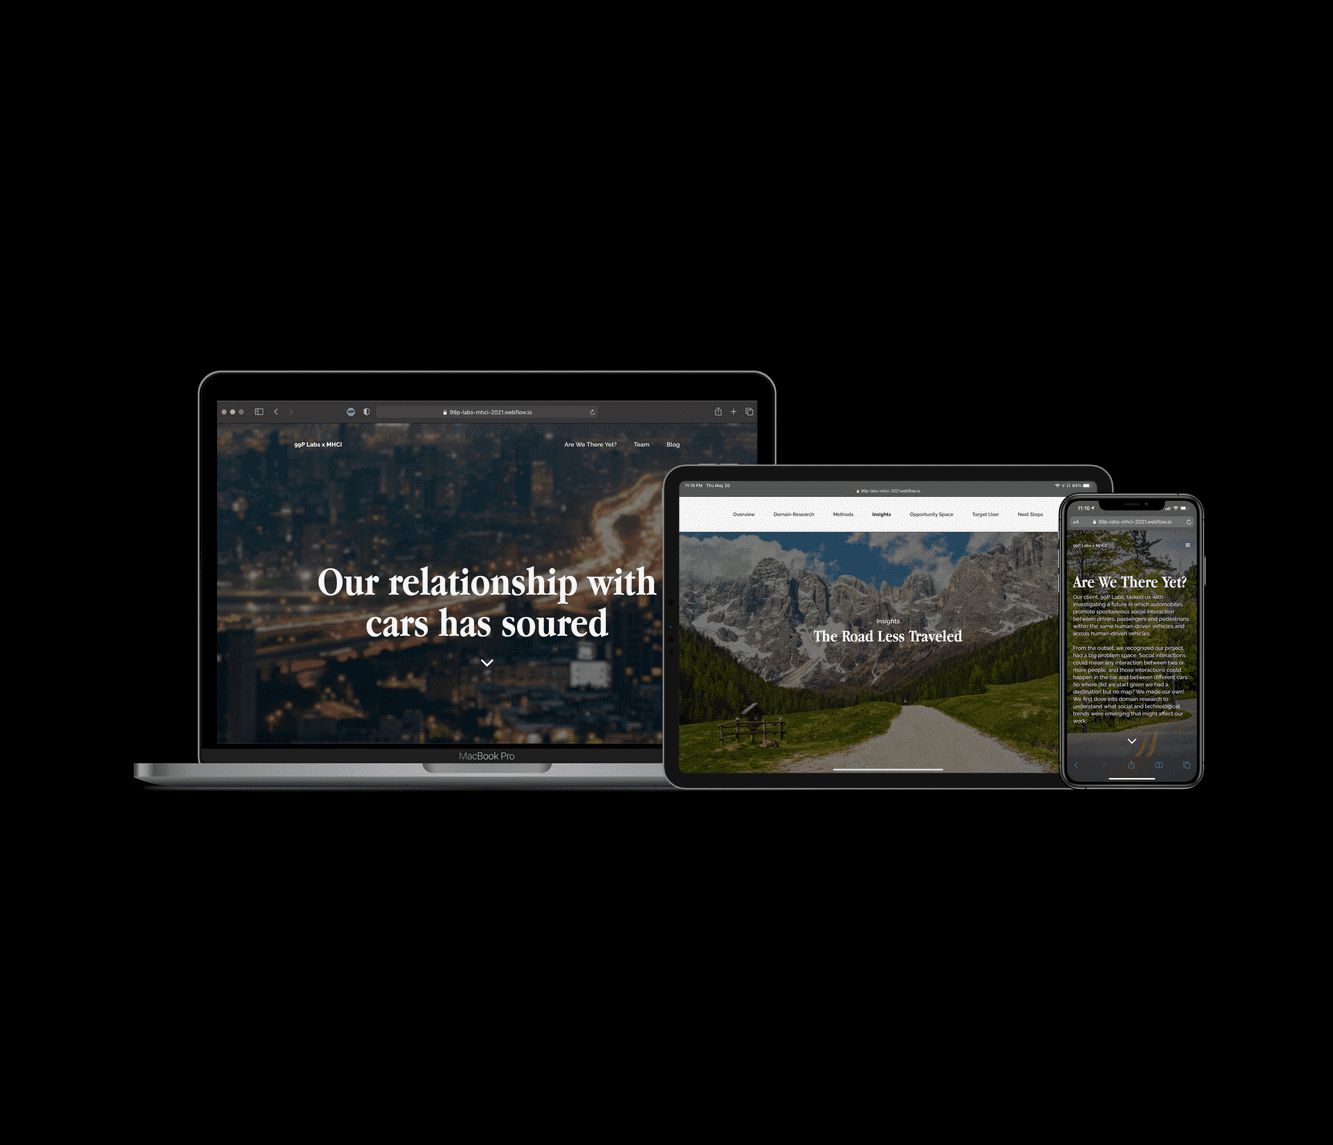 99p-labs-mhci-2021.webflow.io
99P Labs x MHCI
Are We There Yet?
Team
Blog
Our relationship with
cars has soured
MacBook Pro
11:19 PM Thu May 20
84%
99p-labs-mhci-2021.webflow.io
Overview
Domain Research
Methods
Insights
Opportunity Space
Target User
Next Steps
Insights
The Road Less Traveled
11:16
AA
99p-labs-mhci-2021.webflow.io
99P Labs x MHCI
Are We There Yet?
Our client, 99P Labs, tasked us with
investigating a future in which automobiles
promote spontaneous social interaction
between drivers, passengers and pedestrians
within the same human-driven vehicles and
across human-driven vehicles.
From the outset, we recognized our project
had a big problem space. Social interactions
could mean any interaction between two or
more people, and those interactions could
happen in the car and between different cars.
So where did we start given we had a
destination but no map? We made our own!
We first dove into domain research to
understand what social and technological
trends were emerging that might affect our
work.